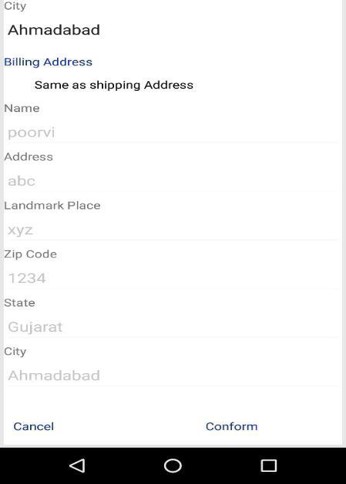 City
Ahmadabad
Billing Address
Same as shipping Address
Name
poorvi
Address
abc
Landmark Place
xyz
Zip Code
1234
State
Gujarat
City
Ahmadabad
Cancel Conform